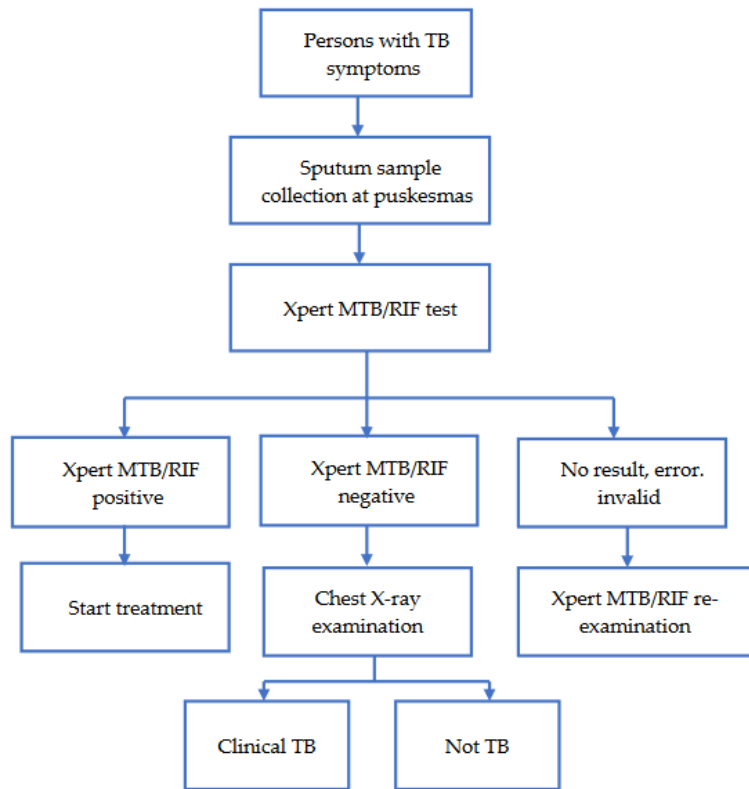 Persons with TB
symptoms
Sputum sample
collection at puskesmas
Xpert MTB/RIF test
Xpert MTB/RIF
positive
Xpert MTB/RIF
negative
No result, error.
invalid
Start treatment
Chest X-ray
examination
Xpert MTB/RIF re-
examination
Clinical TB
Not TB